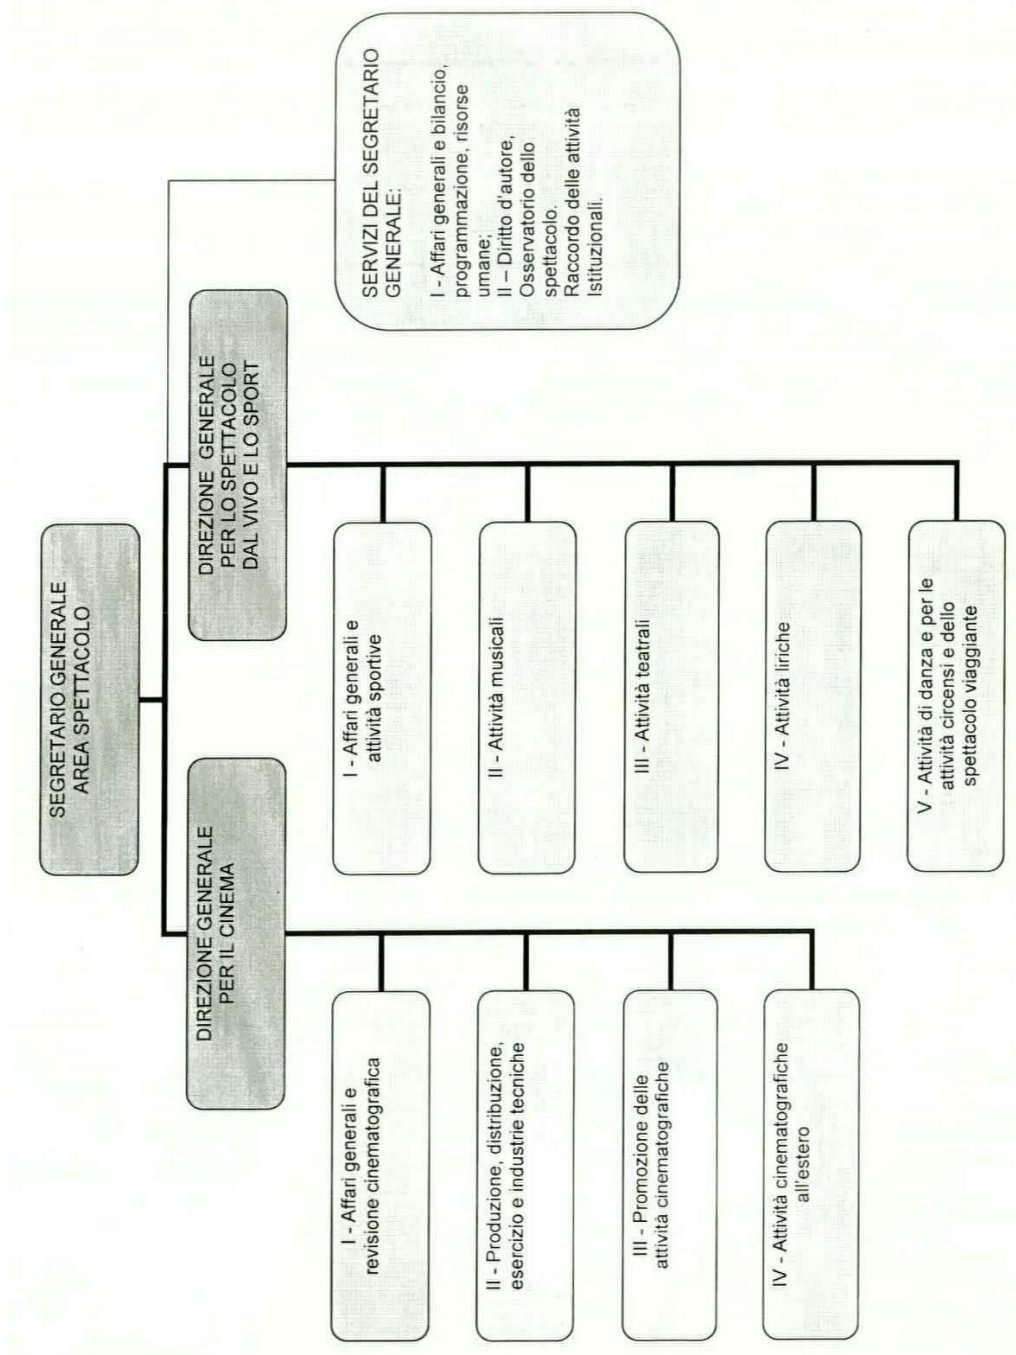 SEGRETARIO GENERALE
AREA SPETTACOLO
DIREZIONE GENERALE
PER IL CINEMA
DIREZIONE GENERALE
PER LO SPETTACOLO
DAL VIVO E LO SPORT
I - Affari generali e
revisione cinematografica
II - Produzione, distribuzione,
esercizio e industrie tecniche
III - Promozione delle
attività cinematografiche
IV - Attività cinematografiche
all'estero
I - Affari generali e
attività sportive
II - Attività musicali
III - Attività teatrali
IV - Attività liriche
V - Attività di danza e per le
attività circensi e dello
spettacolo viaggiante
SERVIZI DEL SEGRETARIO
GENERALE:
I - Affari generali e bilancio,
programmazione, risorse
umane;
II – Diritto d'autore,
Osservatorio dello
spettacolo.
Raccordo delle attività
Istituzionali.